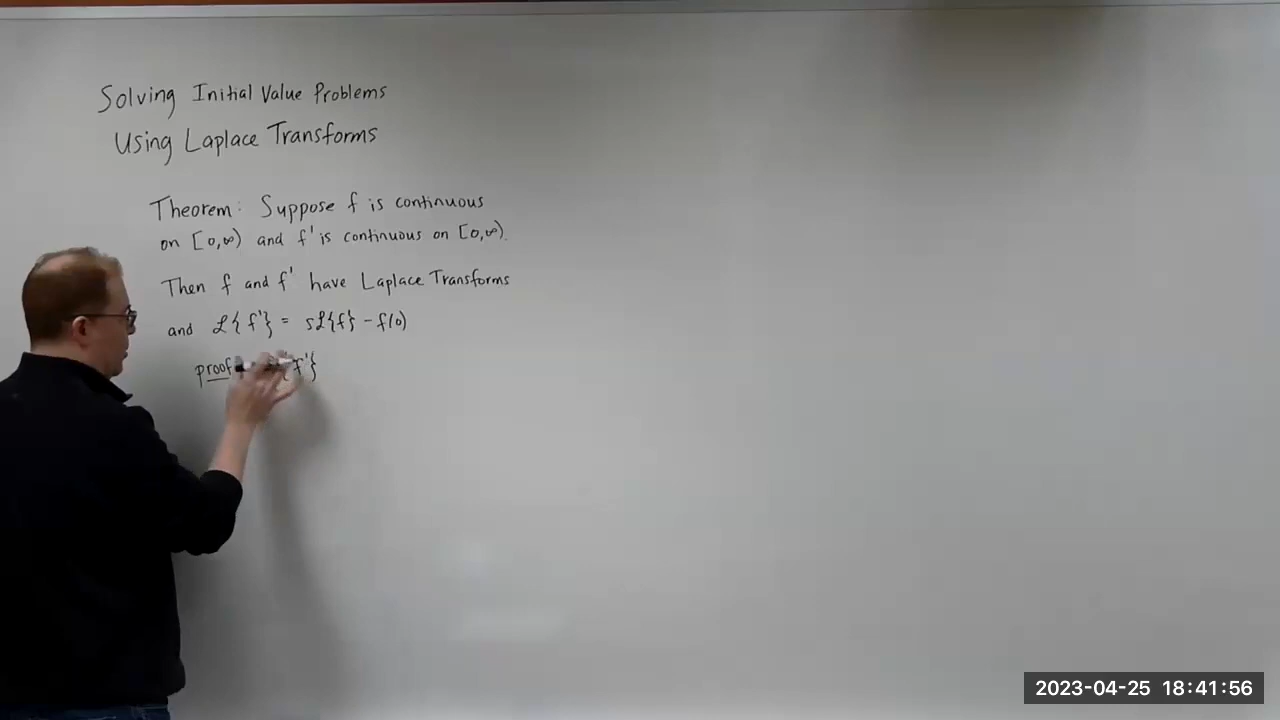 Solving Initial Value Problems
Using Laplace Transforms
Theorem: Suppose f is continuous
on [0,∞) and f' is continuous on [0,∞).
Then f and f' have Laplace Transforms
and ℒ{f'} = sℒ{f} - f(0)
proof f'}
2023-04-25 18:41:56